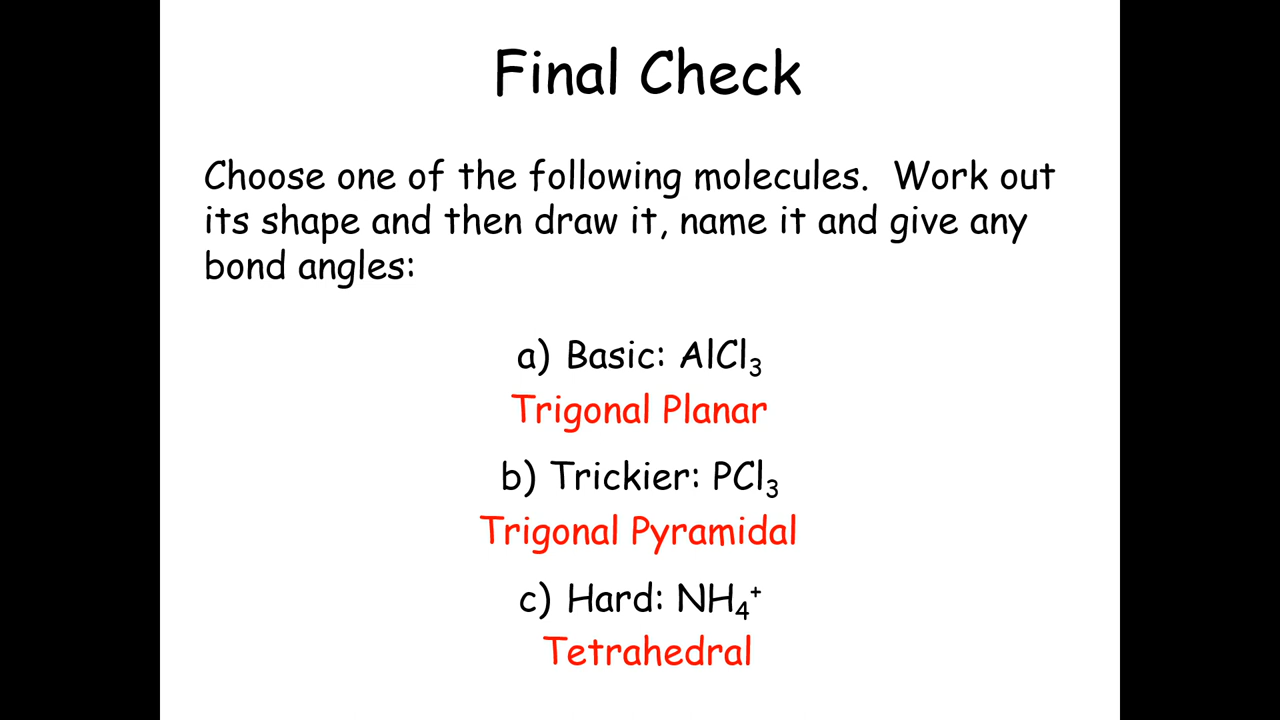 Final Check
Choose one of the following molecules.  Work out
its shape and then draw it, name it and give any
bond angles:
a) Basic: AlCl₃
Trigonal Planar
b) Trickier: PCl₃
Trigonal Pyramidal
c) Hard: NH₄⁺
Tetrahedral